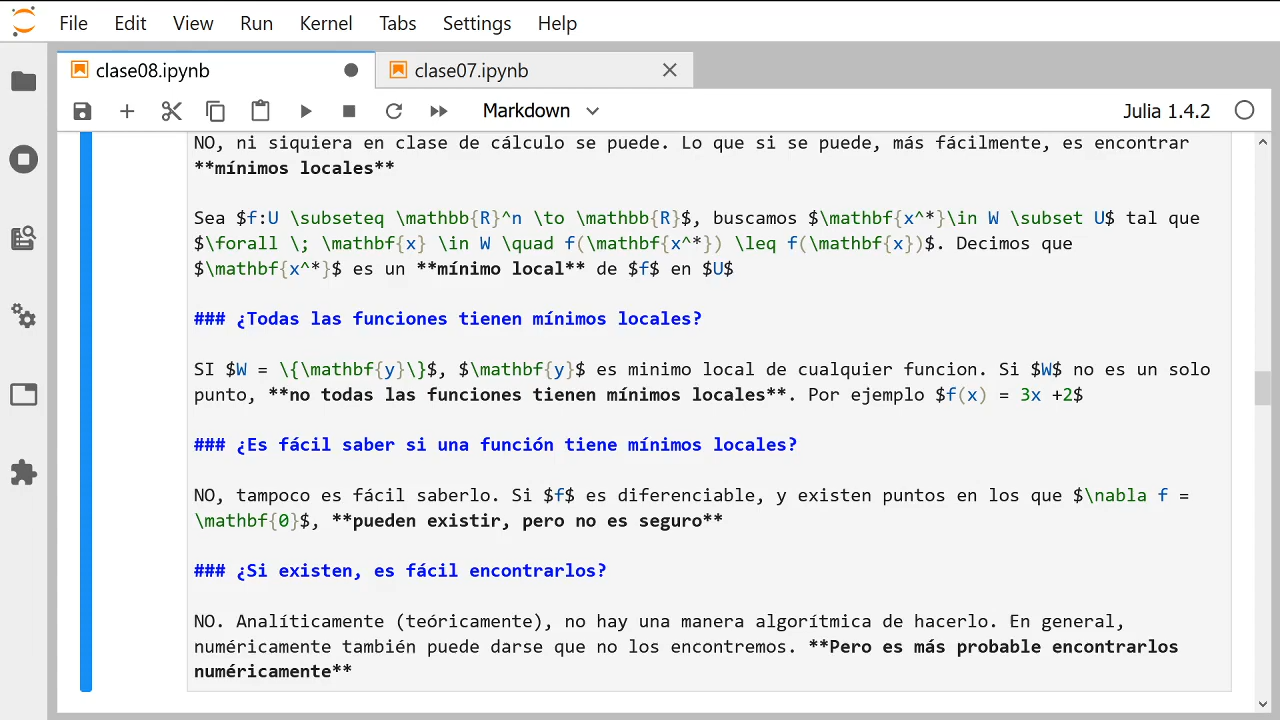 File Edit View Run Kernel Tabs Settings Help
clase08.ipynb clase07.ipynb
Markdown Julia 1.4.2
NO, ni siquiera en clase de cálculo se puede. Lo que si se puede, más fácilmente, es encontrar
**mínimos locales**
Sea $f:U \subseteq \mathbb{R}^n \to \mathbb{R}$, buscamos $\mathbf{x^*}\in W \subset U$ tal que
$\forall \; \mathbf{x} \in W \quad f(\mathbf{x^*}) \leq f(\mathbf{x})$. Decimos que
$\mathbf{x^*}$ es un **mínimo local** de $f$ en $U$
### ¿Todas las funciones tienen mínimos locales?
SI $W = \{\mathbf{y}\}$, $\mathbf{y}$ es minimo local de cualquier funcion. Si $W$ no es un solo
punto, **no todas las funciones tienen mínimos locales**. Por ejemplo $f(x) = 3x +2$
### ¿Es fácil saber si una función tiene mínimos locales?
NO, tampoco es fácil saberlo. Si $f$ es diferenciable, y existen puntos en los que $\nabla f =
\mathbf{0}$, **pueden existir, pero no es seguro**
### ¿Si existen, es fácil encontrarlos?
NO. Analíticamente (teóricamente), no hay una manera algorítmica de hacerlo. En general,
numéricamente también puede darse que no los encontremos. **Pero es más probable encontrarlos
numéricamente**